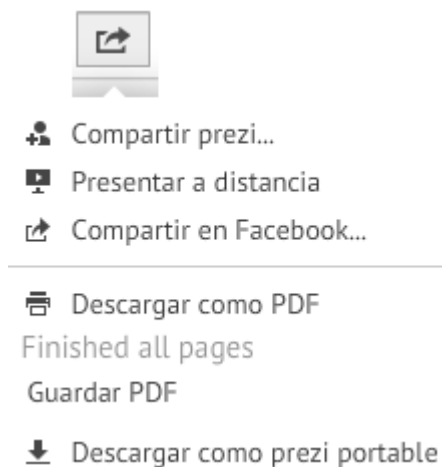 Compartir prezi...
Presentar a distancia
Compartir en Facebook...
Descargar como PDF
Finished all pages
Guardar PDF
Descargar como prezi portable